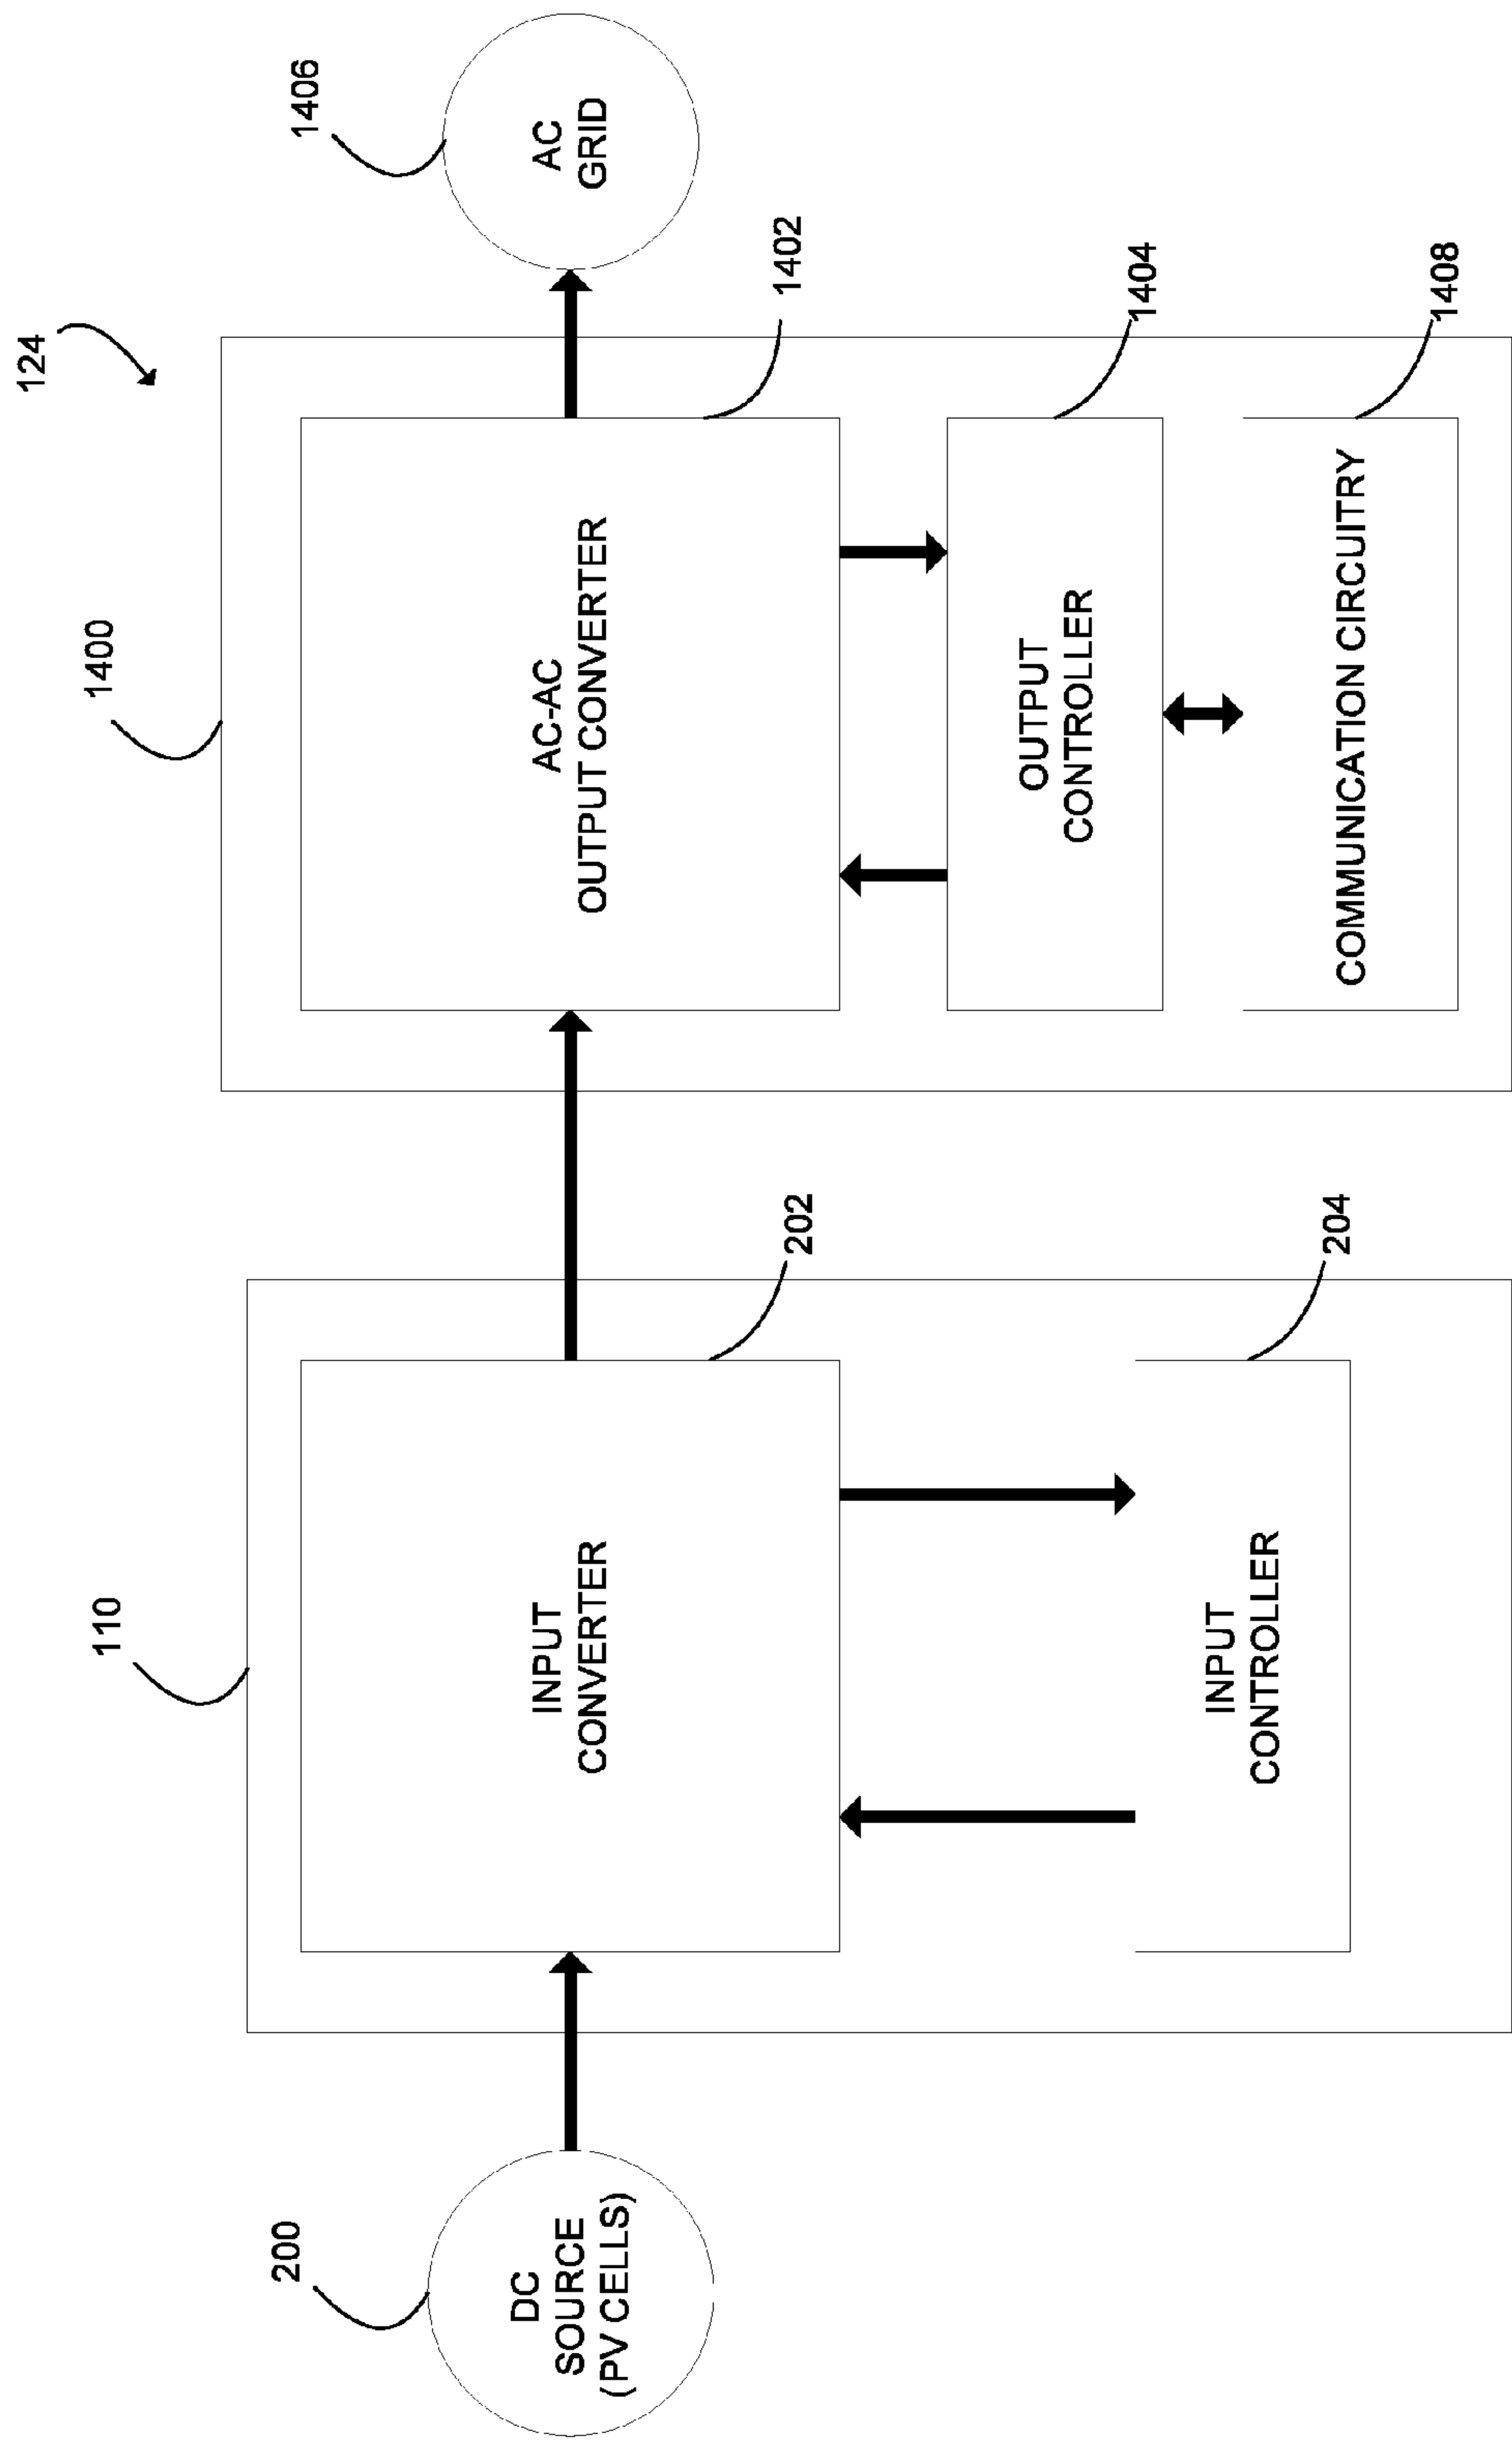 124
1400
110
1406
200
DC
SOURCE
(PV CELLS)
INPUT
CONVERTER
202
AC-AC
OUTPUT CONVERTER
1402
AC
GRID
INPUT
CONTROLLER
204
OUTPUT
CONTROLLER
1404
COMMUNICATION CIRCUITRY
1408